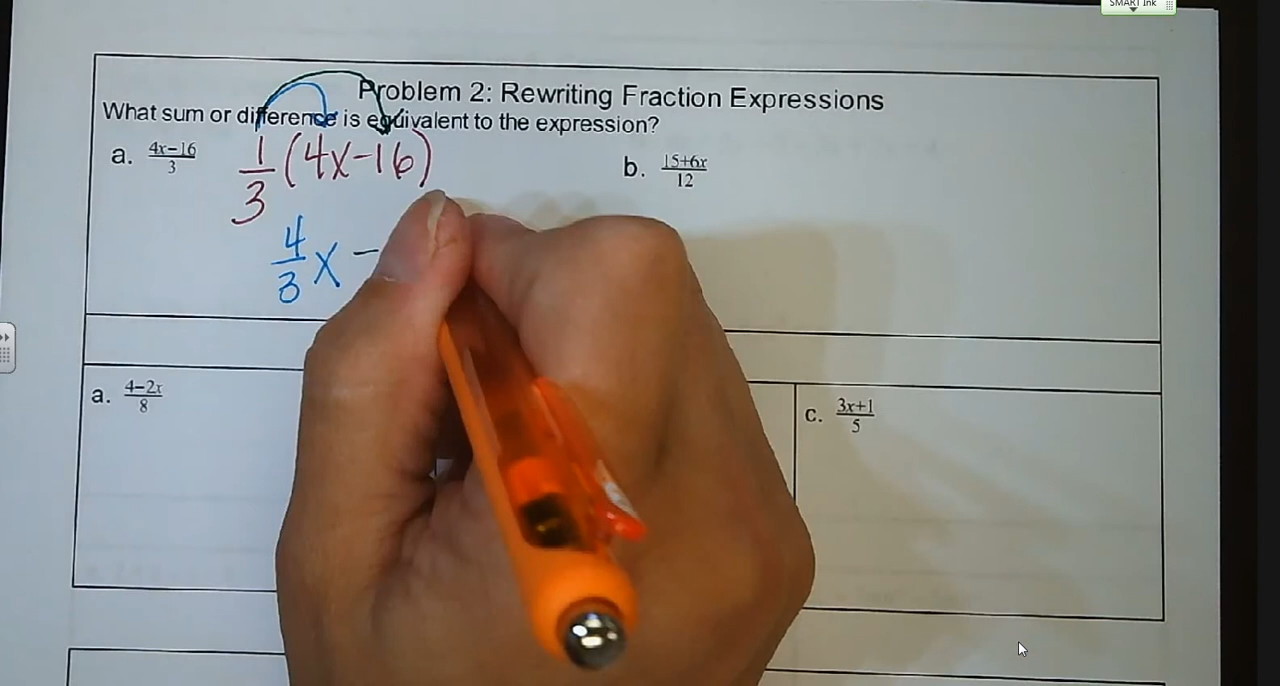 SMART Ink
Problem 2: Rewriting Fraction Expressions
What sum or difference is equivalent to the expression?
a. 4x−16/3 1/3(4x−16) b. 15+6x/12
4/3x −
a. 4−2x/8 c. 3x+1/5